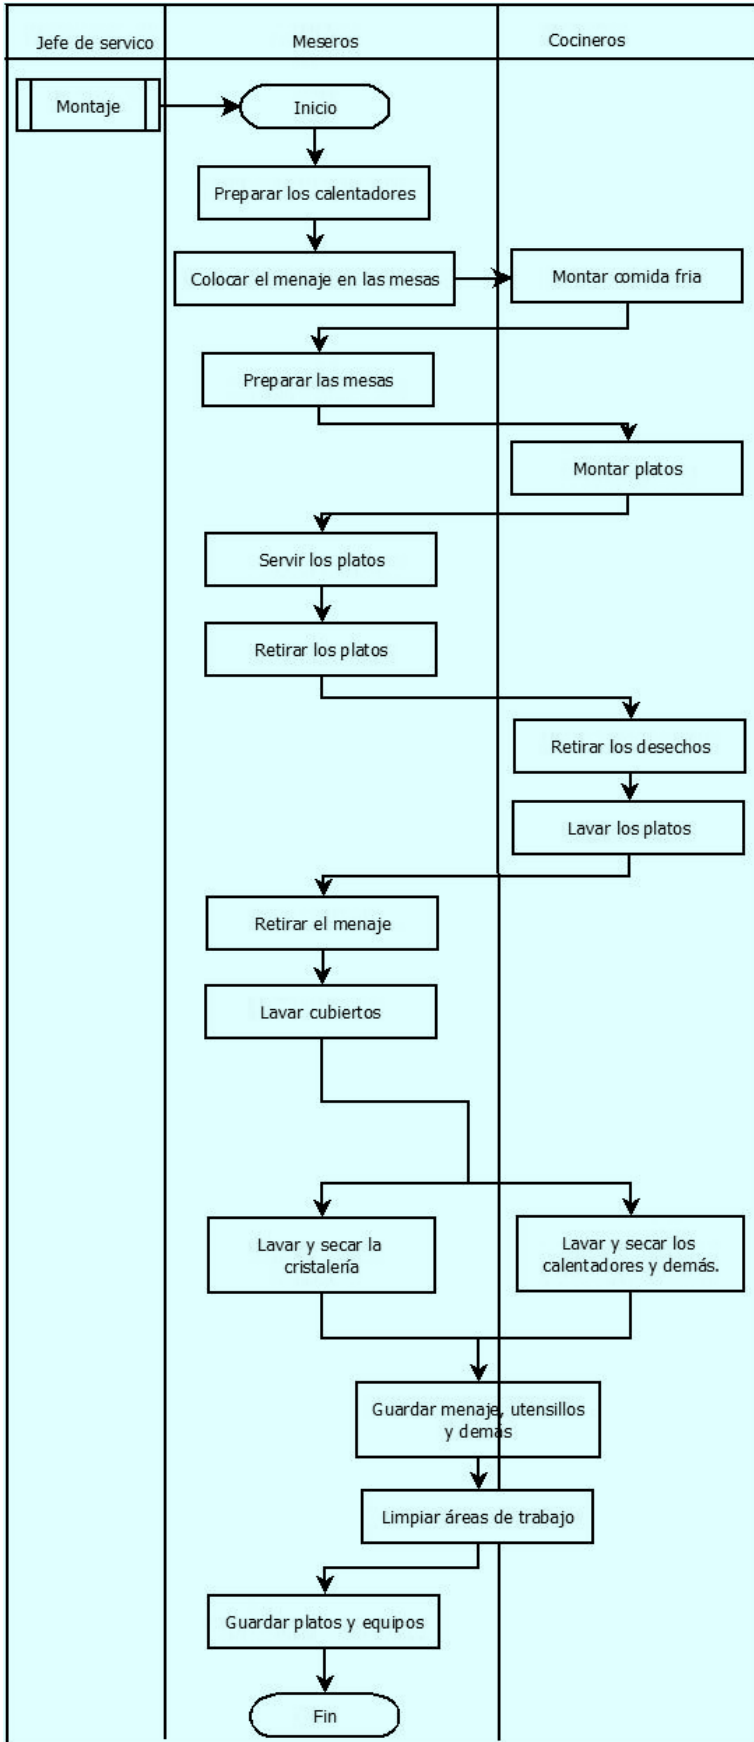 Jefe de servico
Meseros
Cocineros
Montaje
Inicio
Preparar los calentadores
Colocar el menaje en las mesas
Montar comida fria
Preparar las mesas
Montar platos
Servir los platos
Retirar los platos
Retirar los desechos
Lavar los platos
Retirar el menaje
Lavar cubiertos
Lavar y secar la
cristalería
Lavar y secar los
calentadores y demás.
Guardar menaje, utensillos
y demás
Limpiar áreas de trabajo
Guardar platos y equipos
Fin